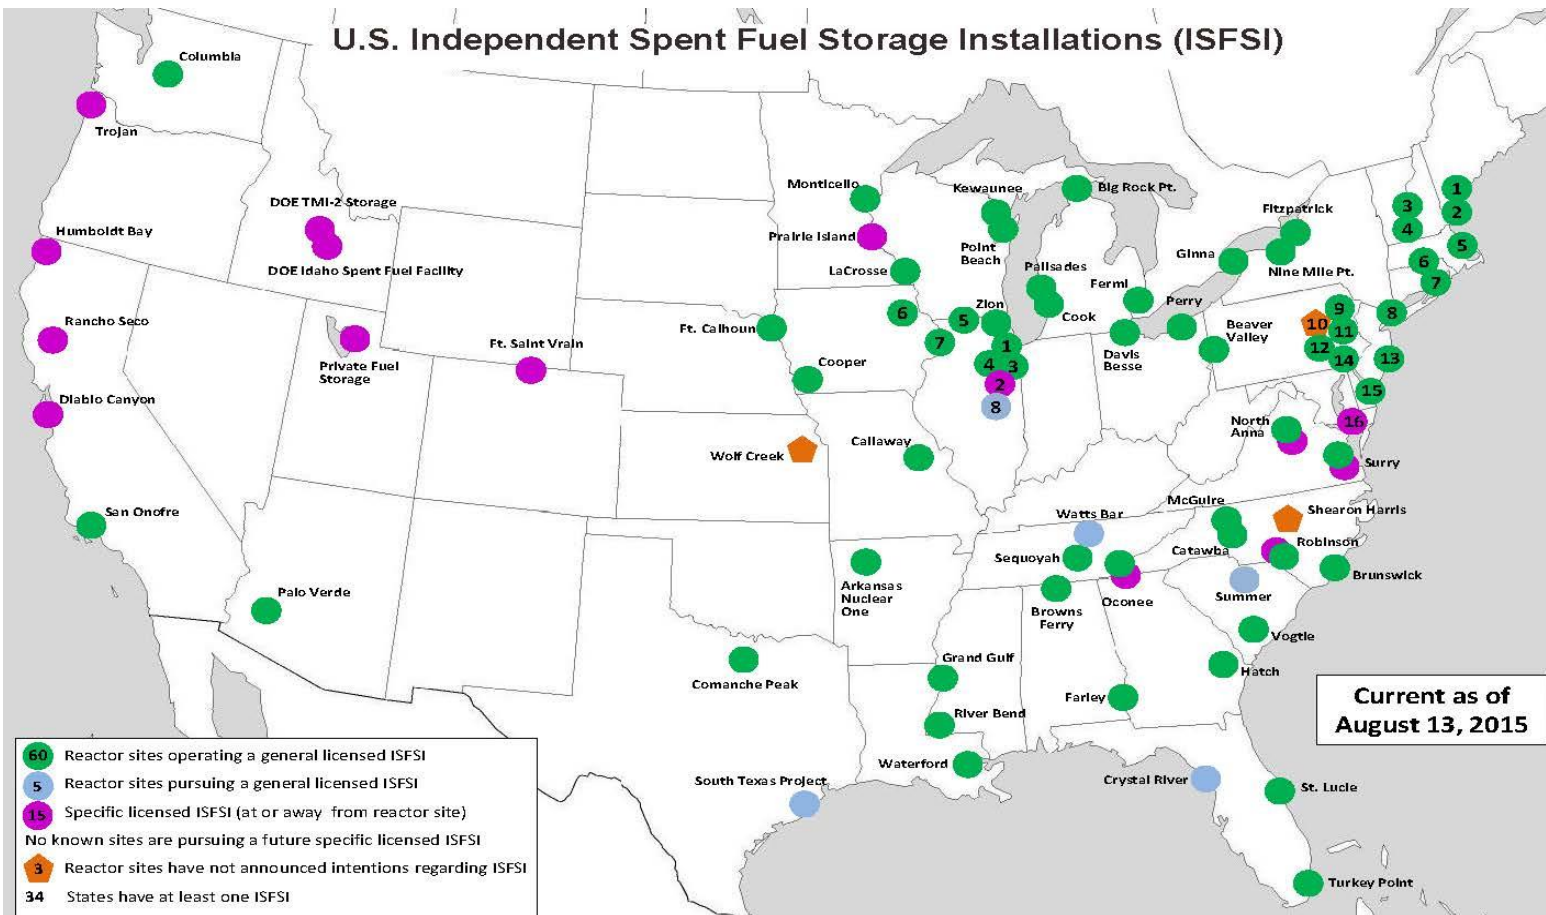 U.S. Independent Spent Fuel Storage Installations (ISFSI)
Columbia
Trojan
DOE TMI-2 Storage
Humboldt Bay
DOE Idaho Spent Fuel Facility
Rancho Seco
Private Fuel
Storage
Ft. Saint Vrain
Diablo Canyon
San Onofre
Palo Verde
Monticello
Prairie Island
LaCrosse
Kewaunee
Point
Beach
Big Rock Pt.
Palisades
Cook
Fermi
Zion
Ft. Calhoun
Cooper
Wolf Creek
Callaway
6
5
7
1
4
3
2
8
Davis
Besse
Perry
Beaver
Valley
Ginna
Fitzpatrick
Nine Mile Pt.
1
2
3
4
5
6
7
8
9
10
11
12
13
14
15
16
North
Anna
Surry
McGuire
Shearon Harris
Catawba
Robinson
Brunswick
Watts Bar
Sequoyah
Oconee
Summer
Browns
Ferry
Vogtle
Hatch
Farley
Arkansas
Nuclear
One
Comanche Peak
Grand Gulf
River Bend
Waterford
South Texas Project
Crystal River
St. Lucie
Turkey Point
Current as of
August 13, 2015
60 Reactor sites operating a general licensed ISFSI
5 Reactor sites pursuing a general licensed ISFSI
15 Specific licensed ISFSI (at or away from reactor site)
No known sites are pursuing a future specific licensed ISFSI
3 Reactor sites have not announced intentions regarding ISFSI
34 States have at least one ISFSI